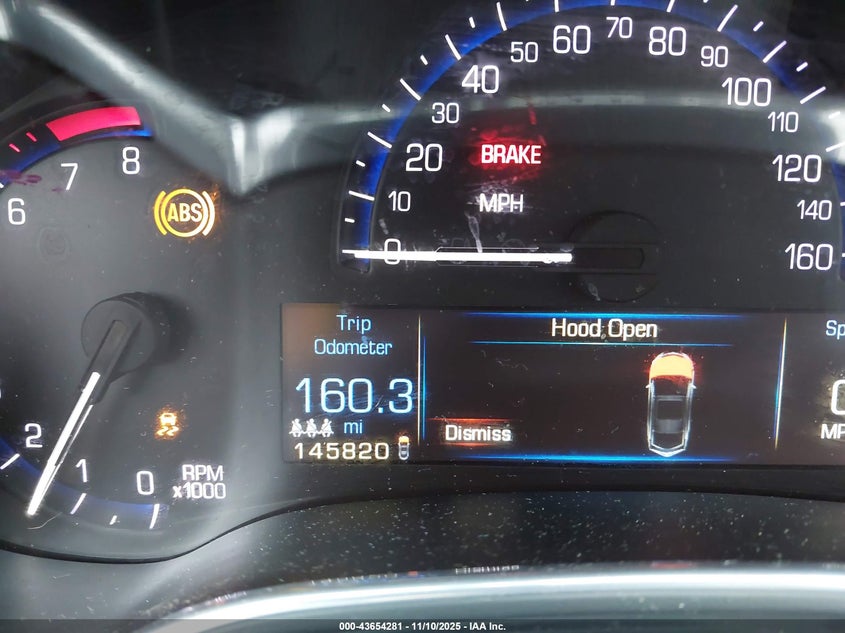 50 60 70 80 90
40 100
30 110
20 BRAKE 120
10 MPH 140
0 160
8
7
6
ABS
2
1
0
RPM
x1000
Trip
Odometer
160.3
mi
145820
Hood Open
Dismiss
Sp
MP
000-43654281 - 11/10/2025 - IAA Inc.